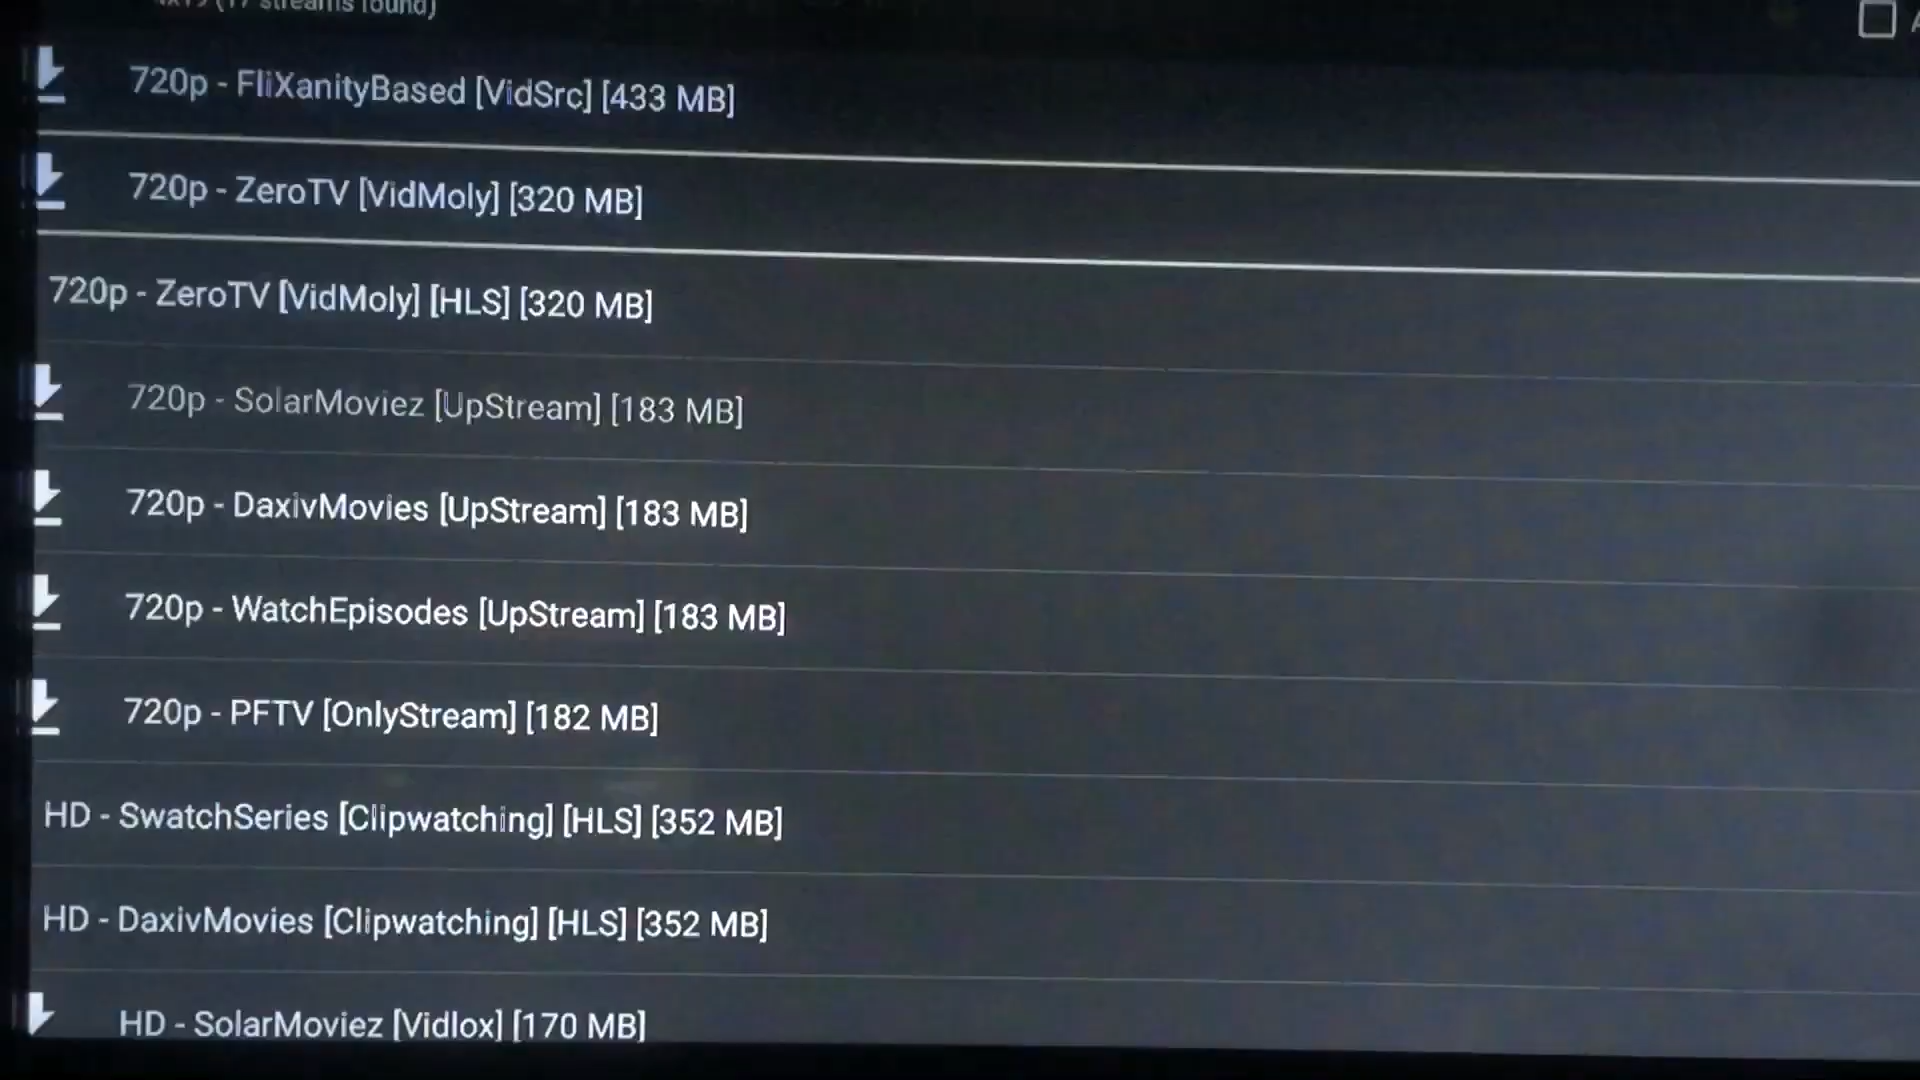 streams found)
720p - FliXanityBased [VidSrc] [433 MB]
720p - ZeroTV [VidMoly] [320 MB]
720p - ZeroTV [VidMoly] [HLS] [320 MB]
720p - SolarMoviez [UpStream] [183 MB]
720p - DaxivMovies [UpStream] [183 MB]
720p - WatchEpisodes [UpStream] [183 MB]
720p - PFTV [OnlyStream] [182 MB]
HD - SwatchSeries [Clipwatching] [HLS] [352 MB]
HD - DaxivMovies [Clipwatching] [HLS] [352 MB]
HD - SolarMoviez [Vidlox] [170 MB]